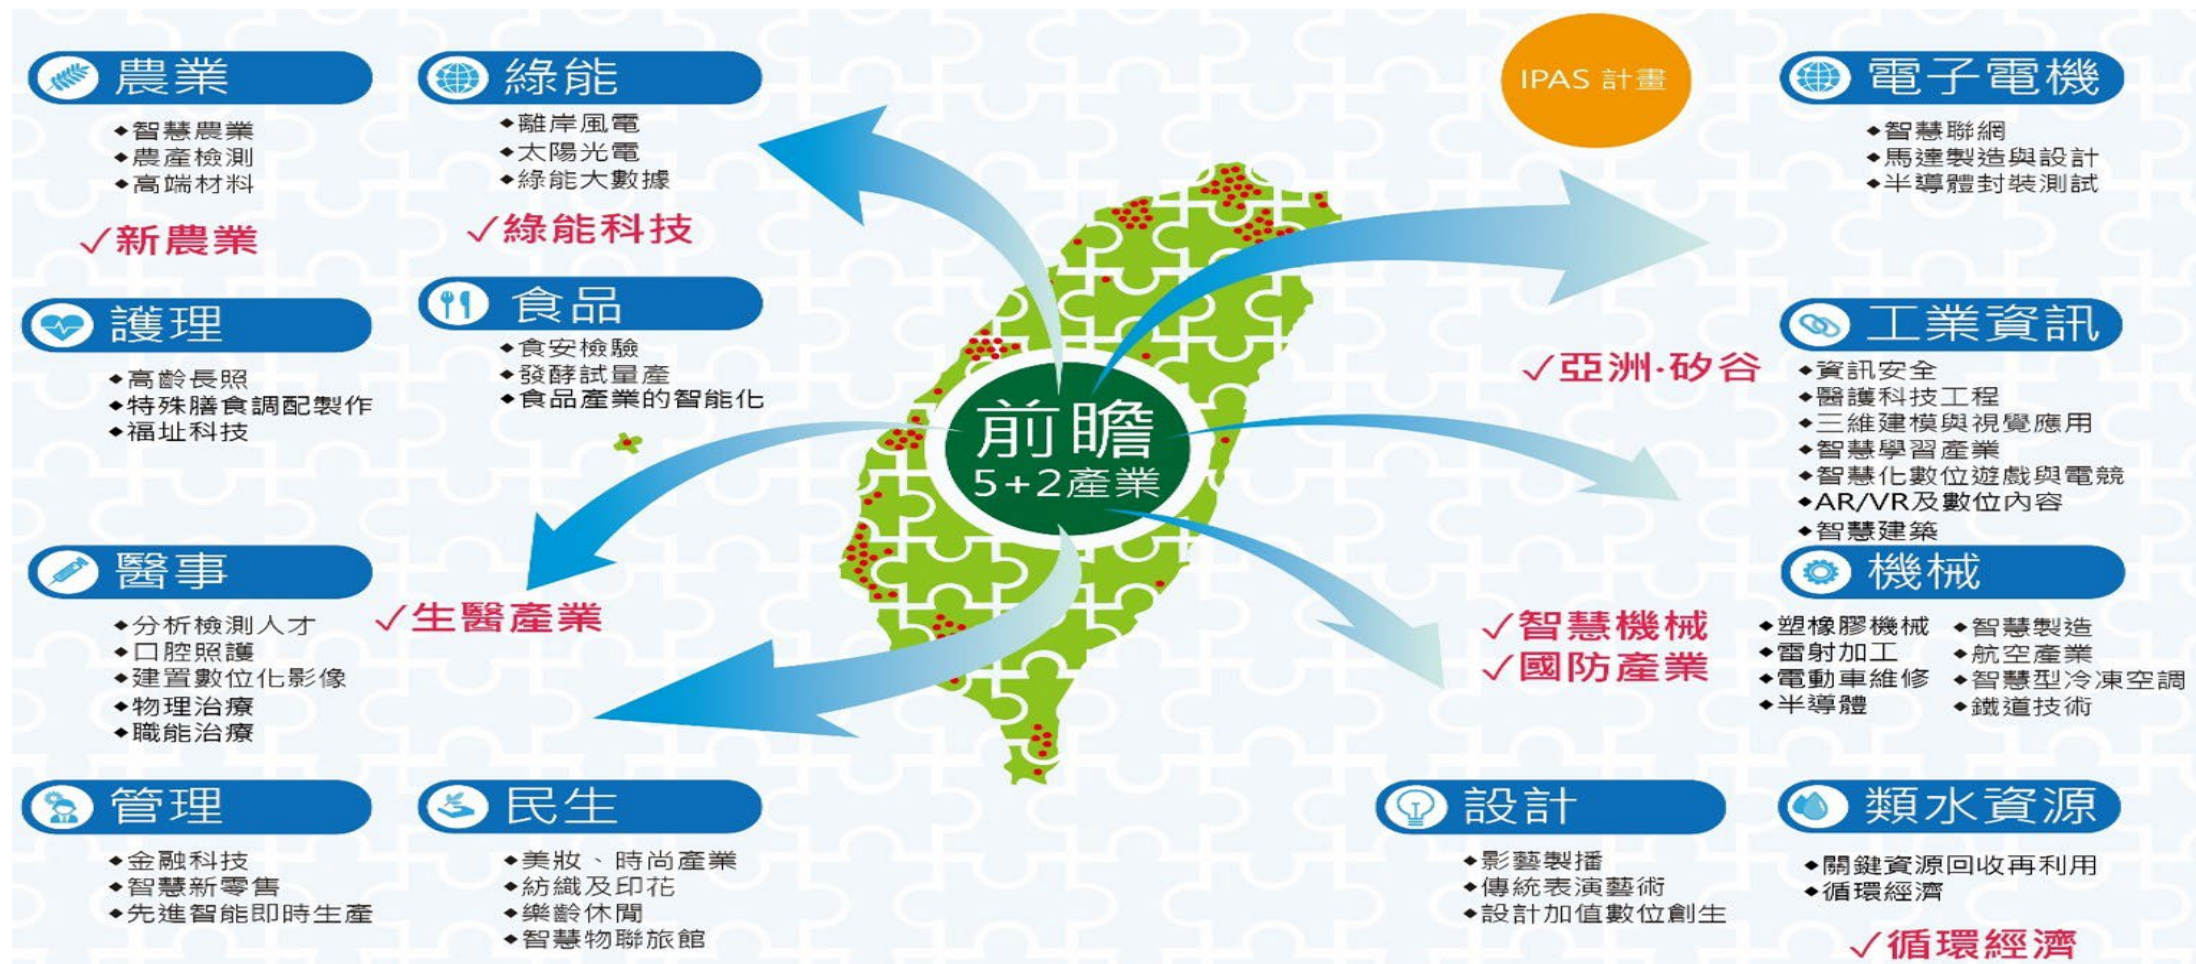 農業
智慧農業
農產檢測
高端材料
✓新農業
綠能
離岸風電
太陽光電
綠能大數據
✓綠能科技
IPAS 計畫
電子電機
智慧聯網
馬達製造與設計
半導體封裝測試
護理
高齡長照
特殊膳食調配製作
福址科技
食品
食安檢驗
發酵試量產
食品產業的智能化
前瞻
5+2產業
✓亞洲·矽谷
工業資訊
資訊安全
醫護科技工程
三維建模與視覺應用
智慧學習產業
智慧化數位遊戲與電競
AR/VR及數位內容
智慧建築
醫事
分析檢測人才
口腔照護
建置數位化影像
物理治療
職能治療
✓生醫產業
✓智慧機械
✓國防產業
機械
塑橡膠機械
雷射加工
電動車維修
半導體
智慧製造
航空產業
智慧型冷凍空調
鐵道技術
管理
金融科技
智慧新零售
先進智能即時生產
民生
美妝、時尚產業
紡織及印花
樂齡休閒
智慧物聯旅館
設計
影藝製播
傳統表演藝術
設計加值數位創生
類水資源
關鍵資源回收再利用
循環經濟
✓循環經濟